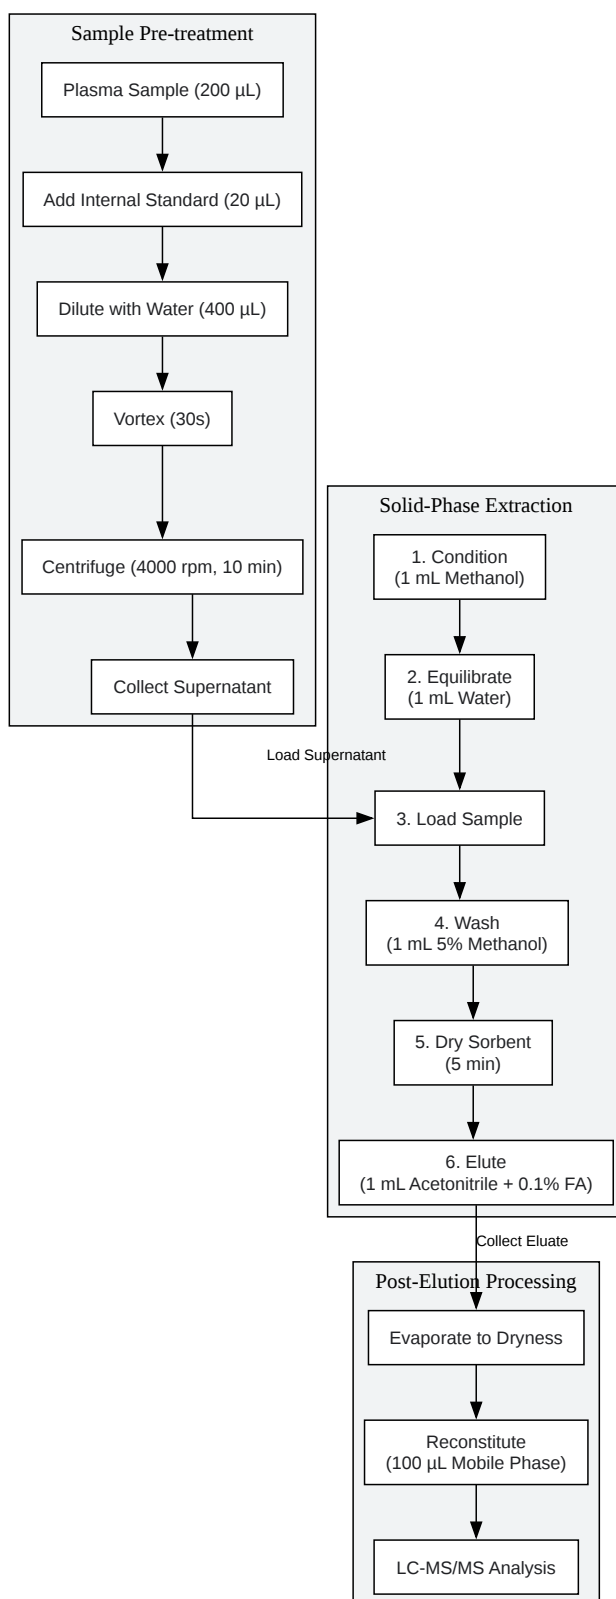 Sample Pre-treatment
Plasma Sample (200 µL)
Add Internal Standard (20 µL)
Dilute with Water (400 µL)
Vortex (30s)
Centrifuge (4000 rpm, 10 min)
Collect Supernatant
Load Supernatant
Solid-Phase Extraction
1. Condition
(1 mL Methanol)
2. Equilibrate
(1 mL Water)
3. Load Sample
4. Wash
(1 mL 5% Methanol)
5. Dry Sorbent
(5 min)
6. Elute
(1 mL Acetonitrile + 0.1% FA)
Collect Eluate
Post-Elution Processing
Evaporate to Dryness
Reconstitute
(100 µL Mobile Phase)
LC-MS/MS Analysis